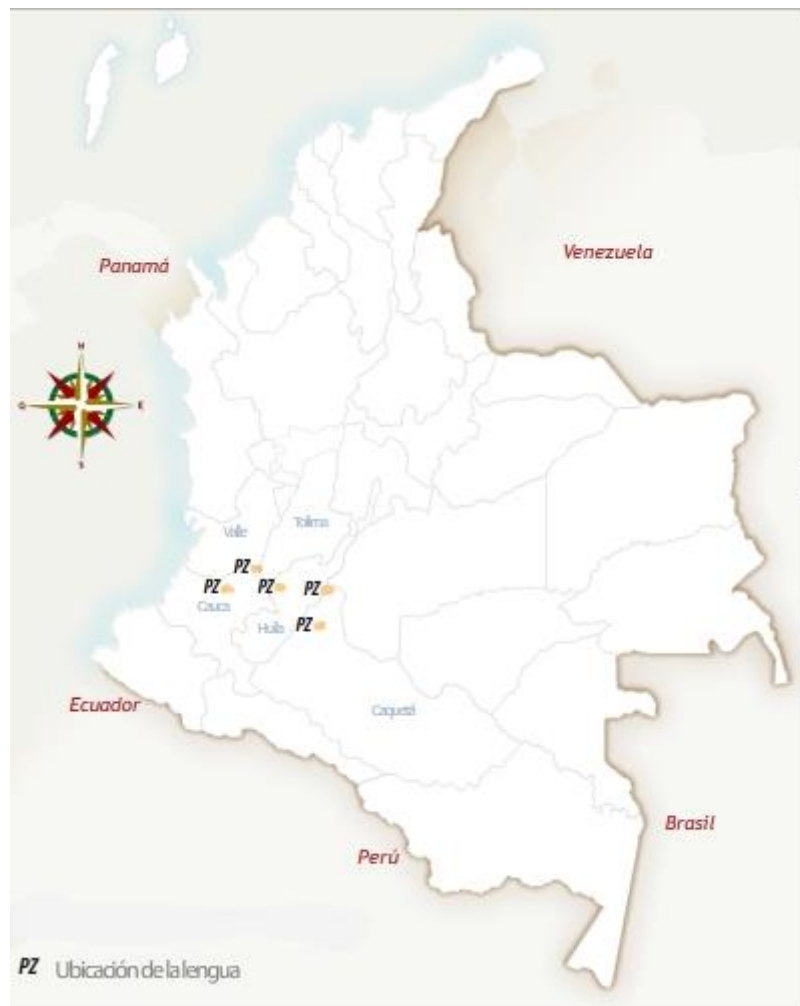 Panamá
Venezuela
N
O
E
S
Valle
Tolima
PZ
PZ
PZ
PZ
Cauca
Huila
PZ
Ecuador
Caquetá
Brasil
Perú
PZ Ubicación de la lengua